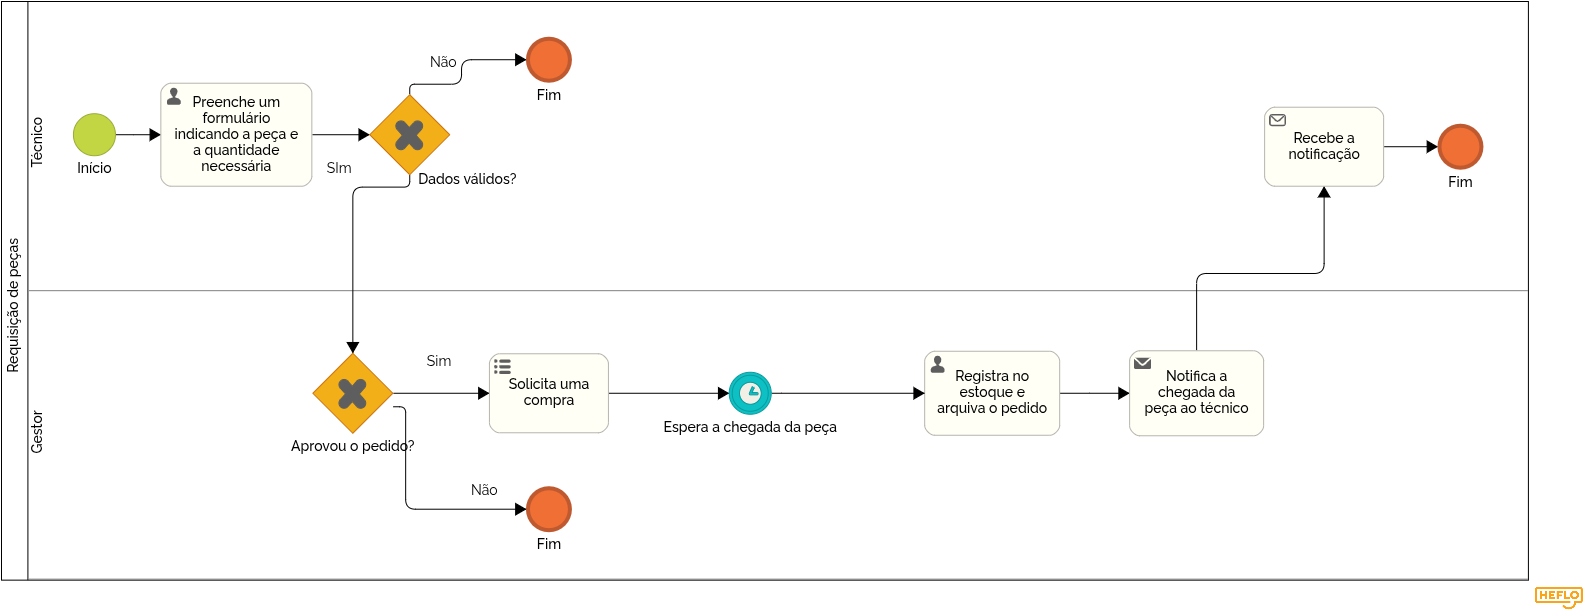 Requisição de peças
Técnico
Início
Preenche um
formulário
indicando a peça e
a quantidade
necessária
SIm
Não
Dados válidos?
Fim
Recebe a
notificação
Fim
Gestor
Aprovou o pedido?
Sim
Não
Solicita uma
compra
Fim
Espera a chegada da peça
Registra no
estoque e
arquiva o pedido
Notifica a
chegada da
peça ao técnico
HEFLO